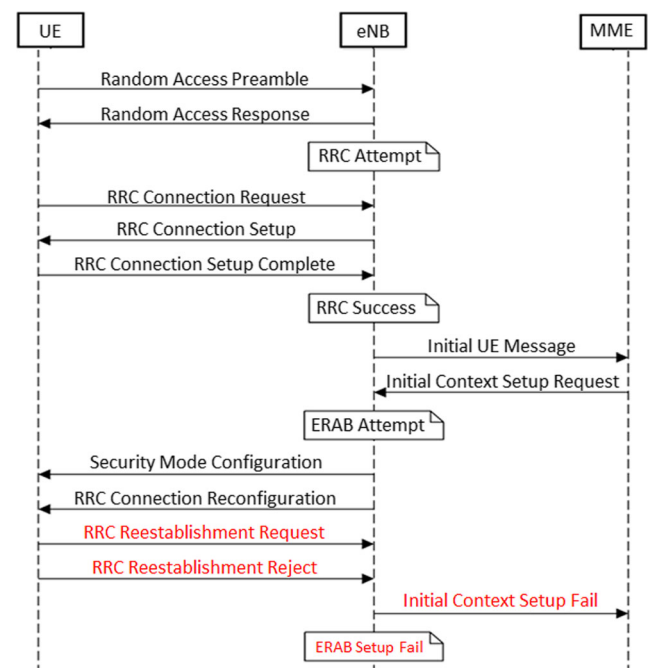 UE
eNB
MME
Random Access Preamble
Random Access Response
RRC Attempt
RRC Connection Request
RRC Connection Setup
RRC Connection Setup Complete
RRC Success
Initial UE Message
Initial Context Setup Request
ERAB Attempt
Security Mode Configuration
RRC Connection Reconfiguration
RRC Reestablishment Request
RRC Reestablishment Reject
Initial Context Setup Fail
ERAB Setup Fail